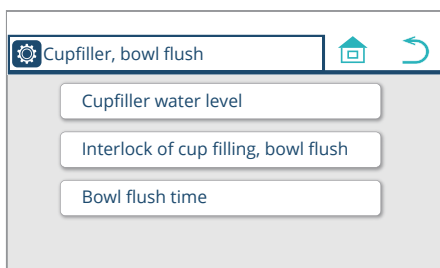 Cupfiller, bowl flush
Cupfiller water level
Interlock of cup filling, bowl flush
Bowl flush time